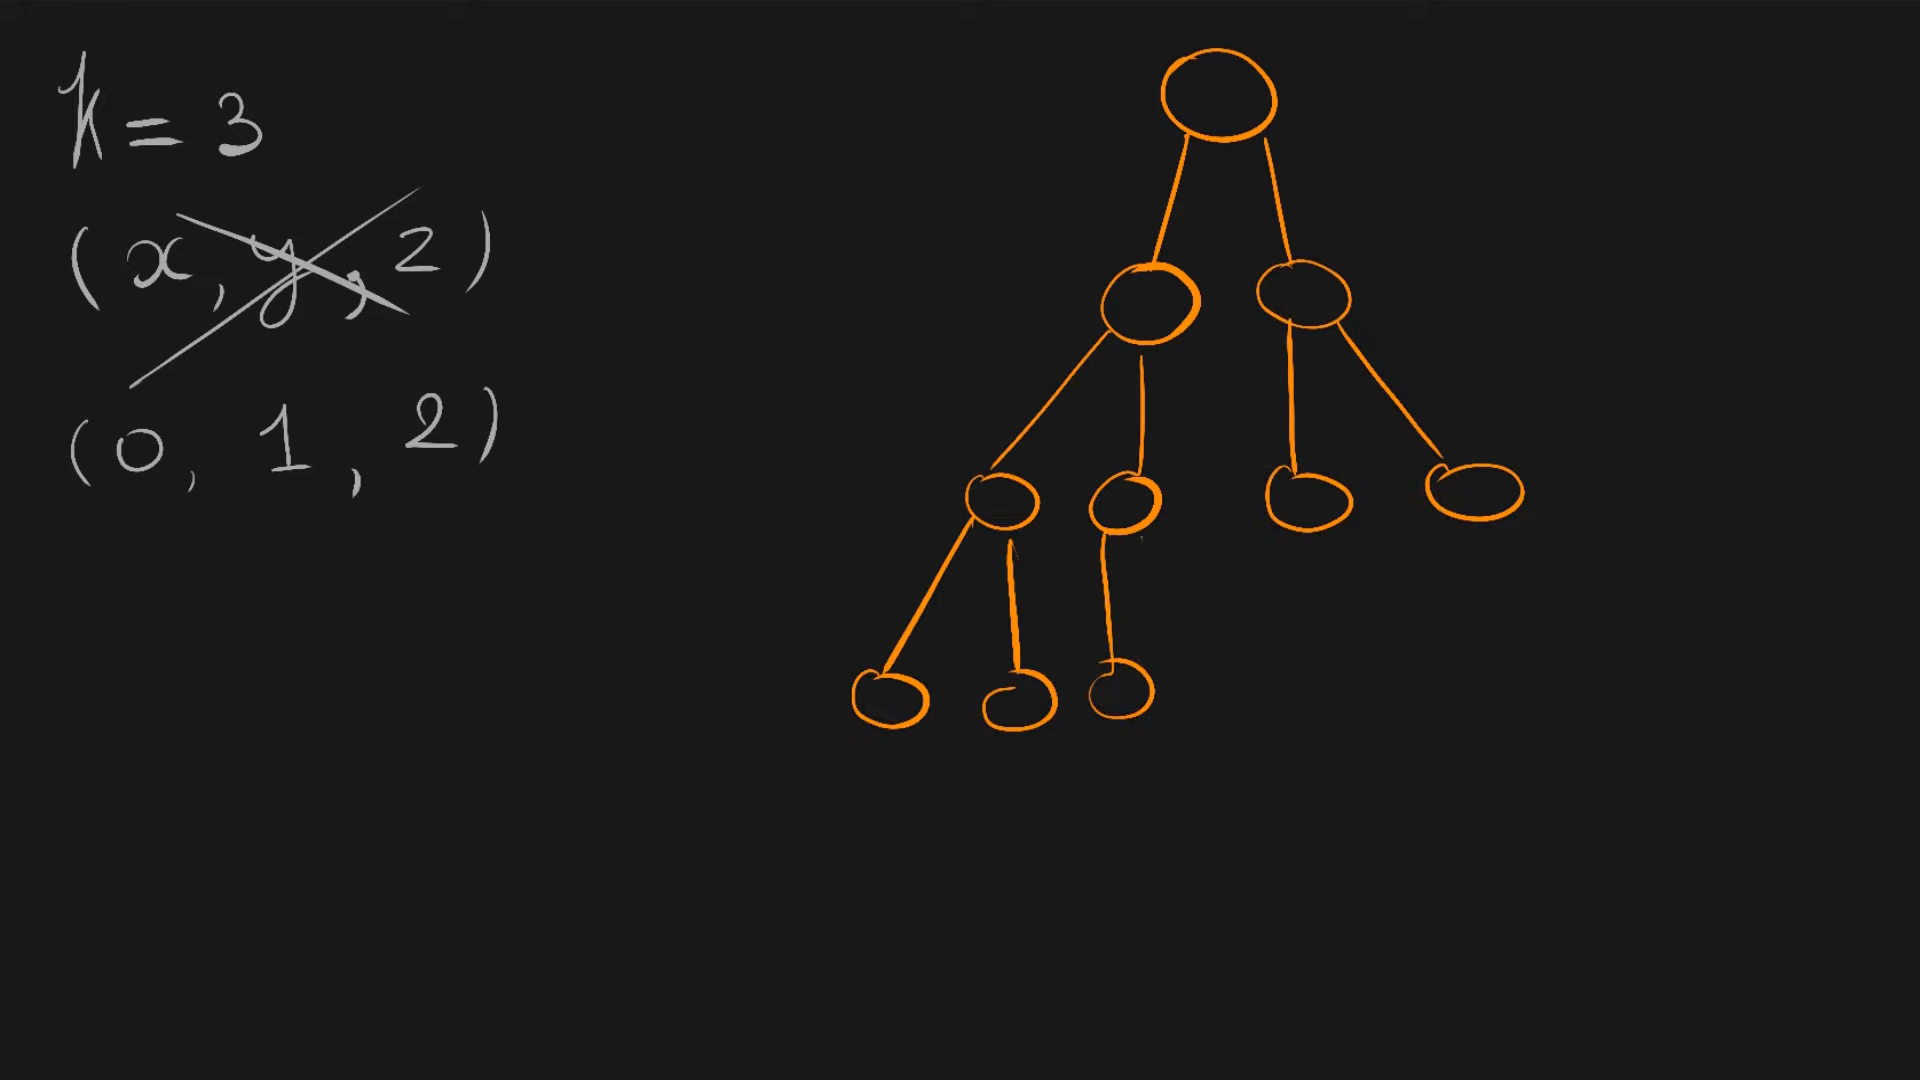 k = 3
(x, y, z)
(0, 1, 2)